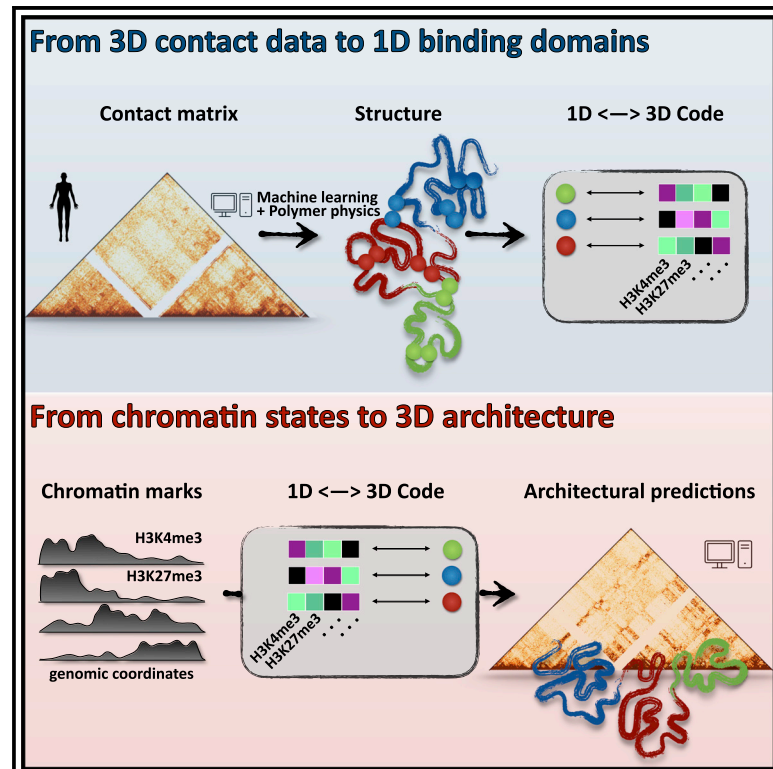 From 3D contact data to 1D binding domains
Contact matrix
Structure
1D <—> 3D Code
Machine learning
+ Polymer physics
H3K4me3
H3K27me3
.....
.....
From chromatin states to 3D architecture
Chromatin marks
1D <—> 3D Code
Architectural predictions
H3K4me3
H3K27me3
genomic coordinates
H3K4me3
H3K27me3
.....
.....